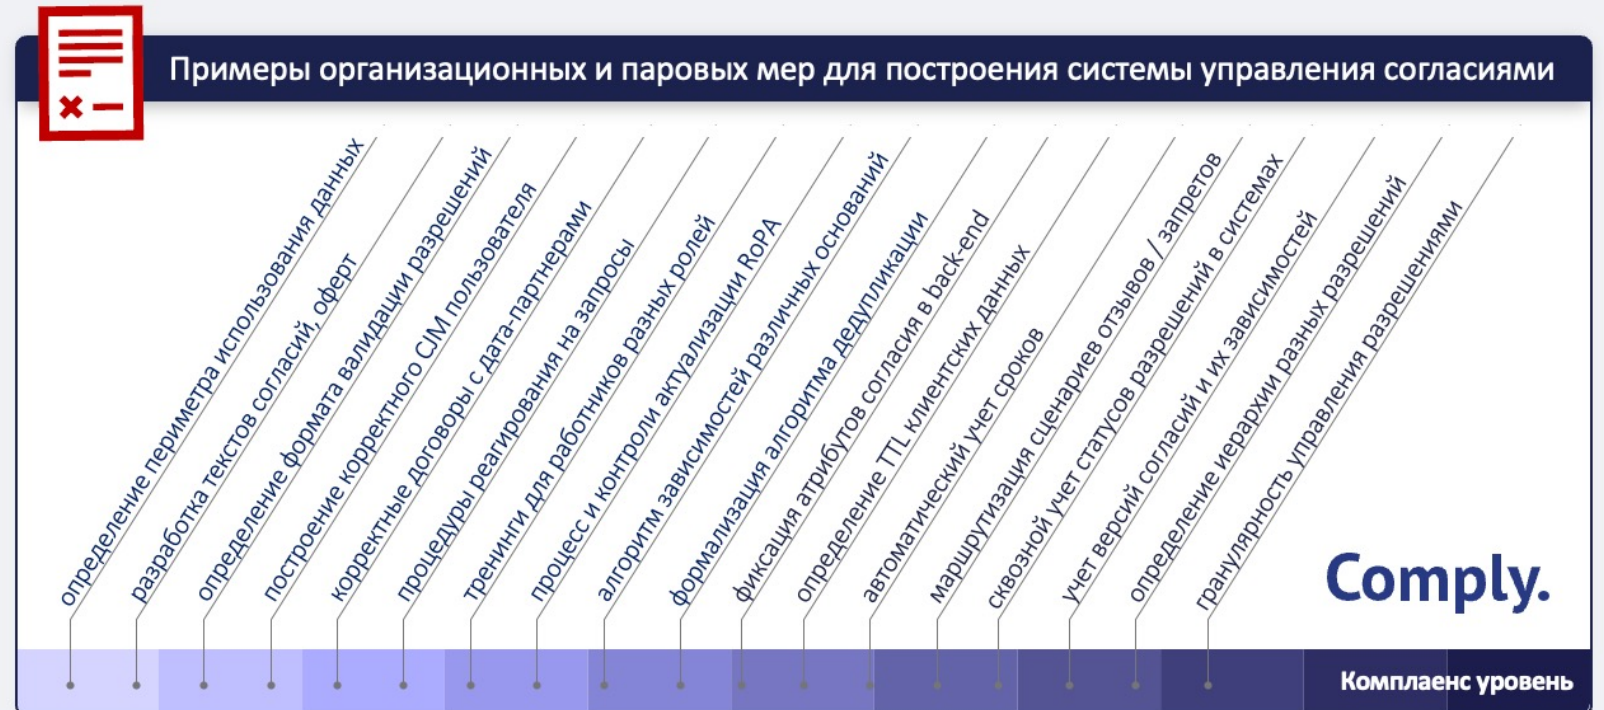 Примеры организационных и паровых мер для построения системы управления согласиями
определение периметра использования данных
разработка текстов согласий, оферт
определение формата валидации разрешений
построение корректного CJM пользователя
корректные договоры с дата-партнерами
процедуры реагирования на запросы
тренинги для работников разных ролей
процесс и контроли актуализации RoPA
алгоритм зависимостей различных оснований
формализация алгоритма дедупликации
фиксация атрибутов согласия в back-end
определение TTL клиентских данных
автоматический учет сроков
маршрутизация сценариев отзывов / запретов
сквозной учет статусов разрешений в системах
учет версий согласий и их зависимостей
определение иерархии разных разрешений
гранулярность управления разрешениями
Comply.
Комплаенс уровень